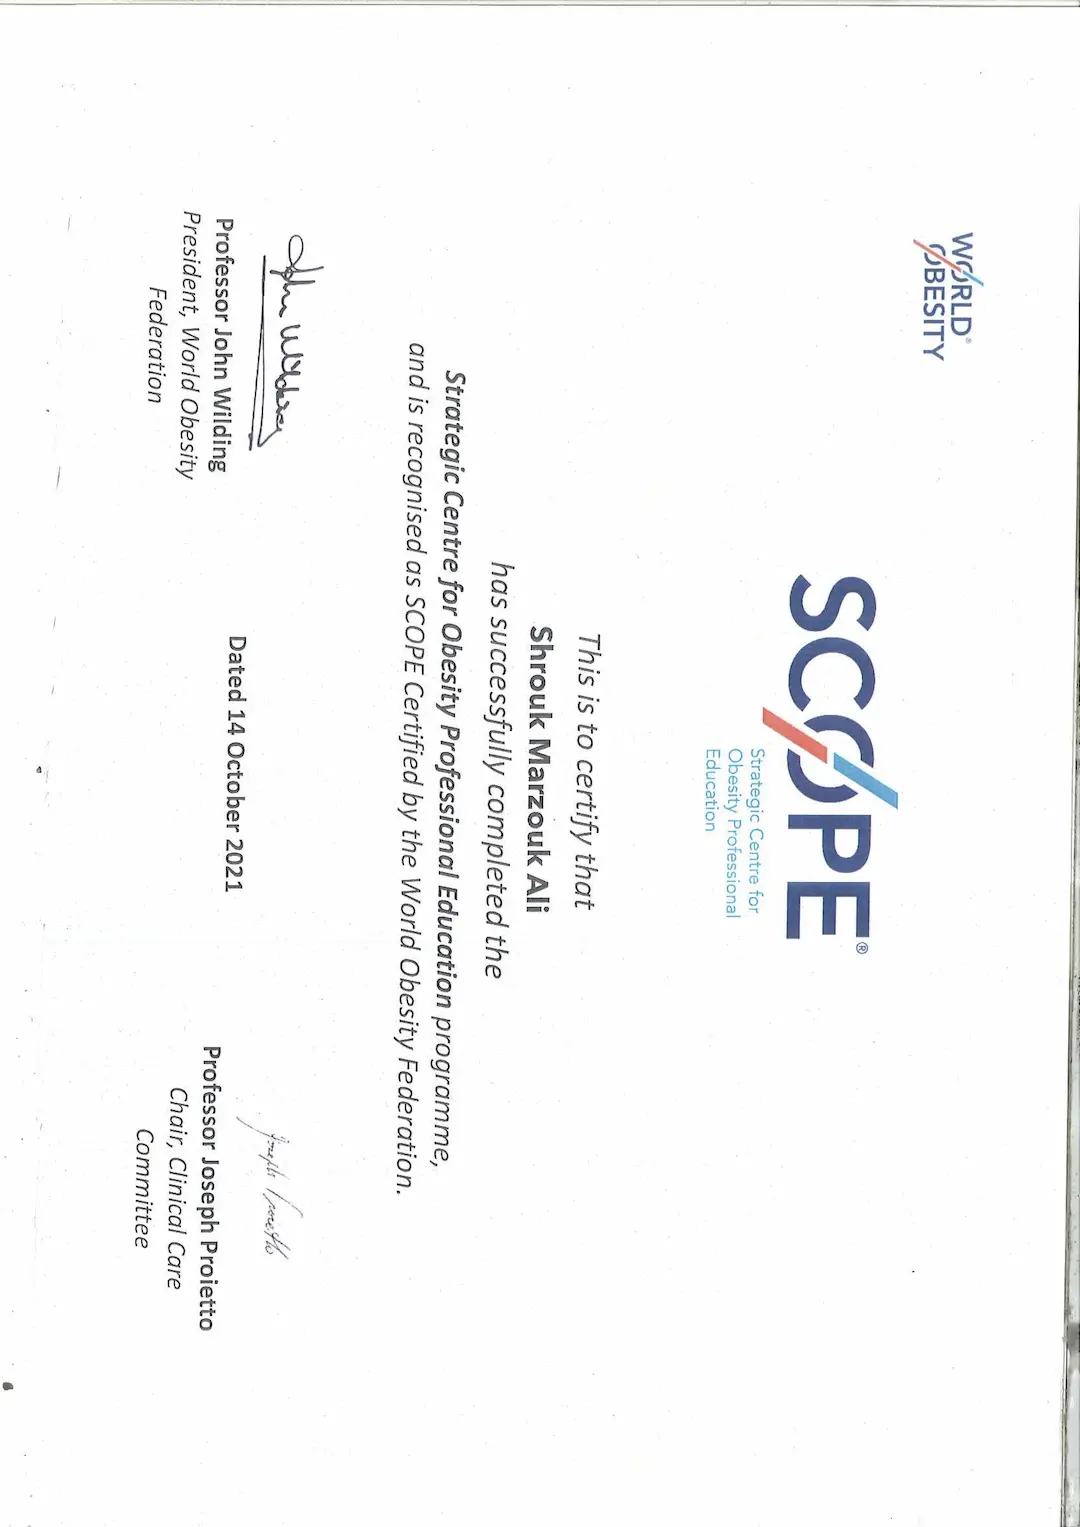 WORLD®
OBESITY
SCOPE®
Strategic Centre for
Obesity Professional
Education
This is to certify that
Shrouk Marzouk Ali
has successfully completed the
Strategic Centre for Obesity Professional Education programme,
and is recognised as SCOPE Certified by the World Obesity Federation.
John Wilding
Professor John Wilding
President, World Obesity
Federation
Dated 14 October 2021
Joseph Proietto
Professor Joseph Proietto
Chair, Clinical Care
Committee